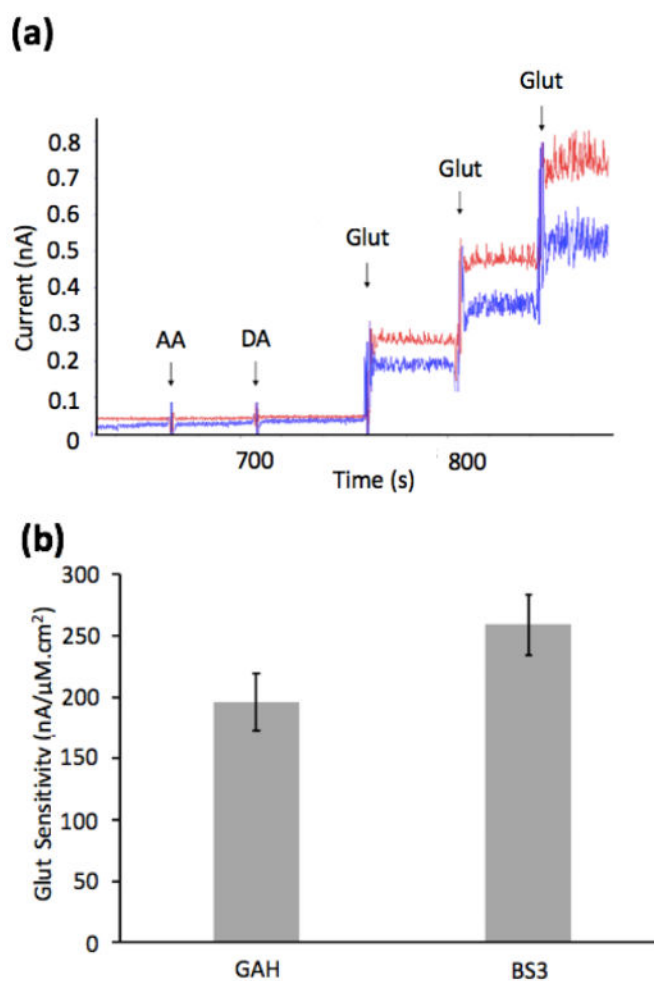 (a)
Glut
Glut
Glut
AA
DA
0.8
0.7
0.6
0.5
0.4
0.3
0.2
0.1
0
Current (nA)
700
800
Time (s)
(b)
300
250
200
150
100
50
0
Glut Sensitivity (nA/μM.cm²)
GAH
BS3